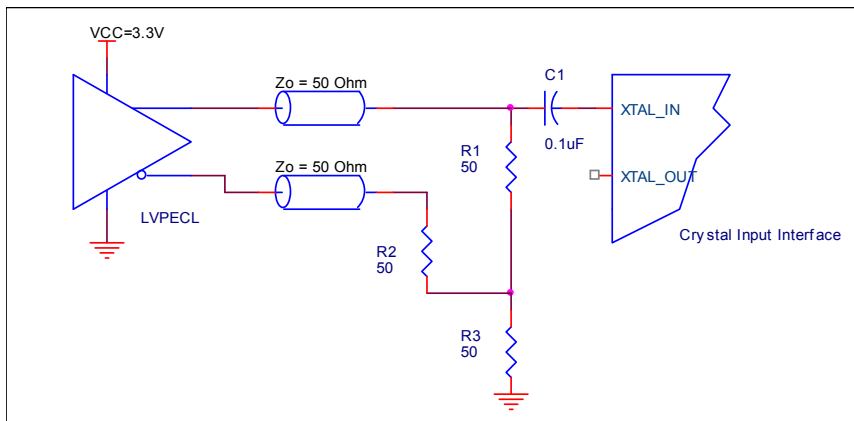 VCC=3.3V
Zo = 50 Ohm
C1
XTAL_IN
0.1uF
R1
50
Zo = 50 Ohm
XTAL_OUT
LVPECL
Crystal Input Interface
R2
50
R3
50